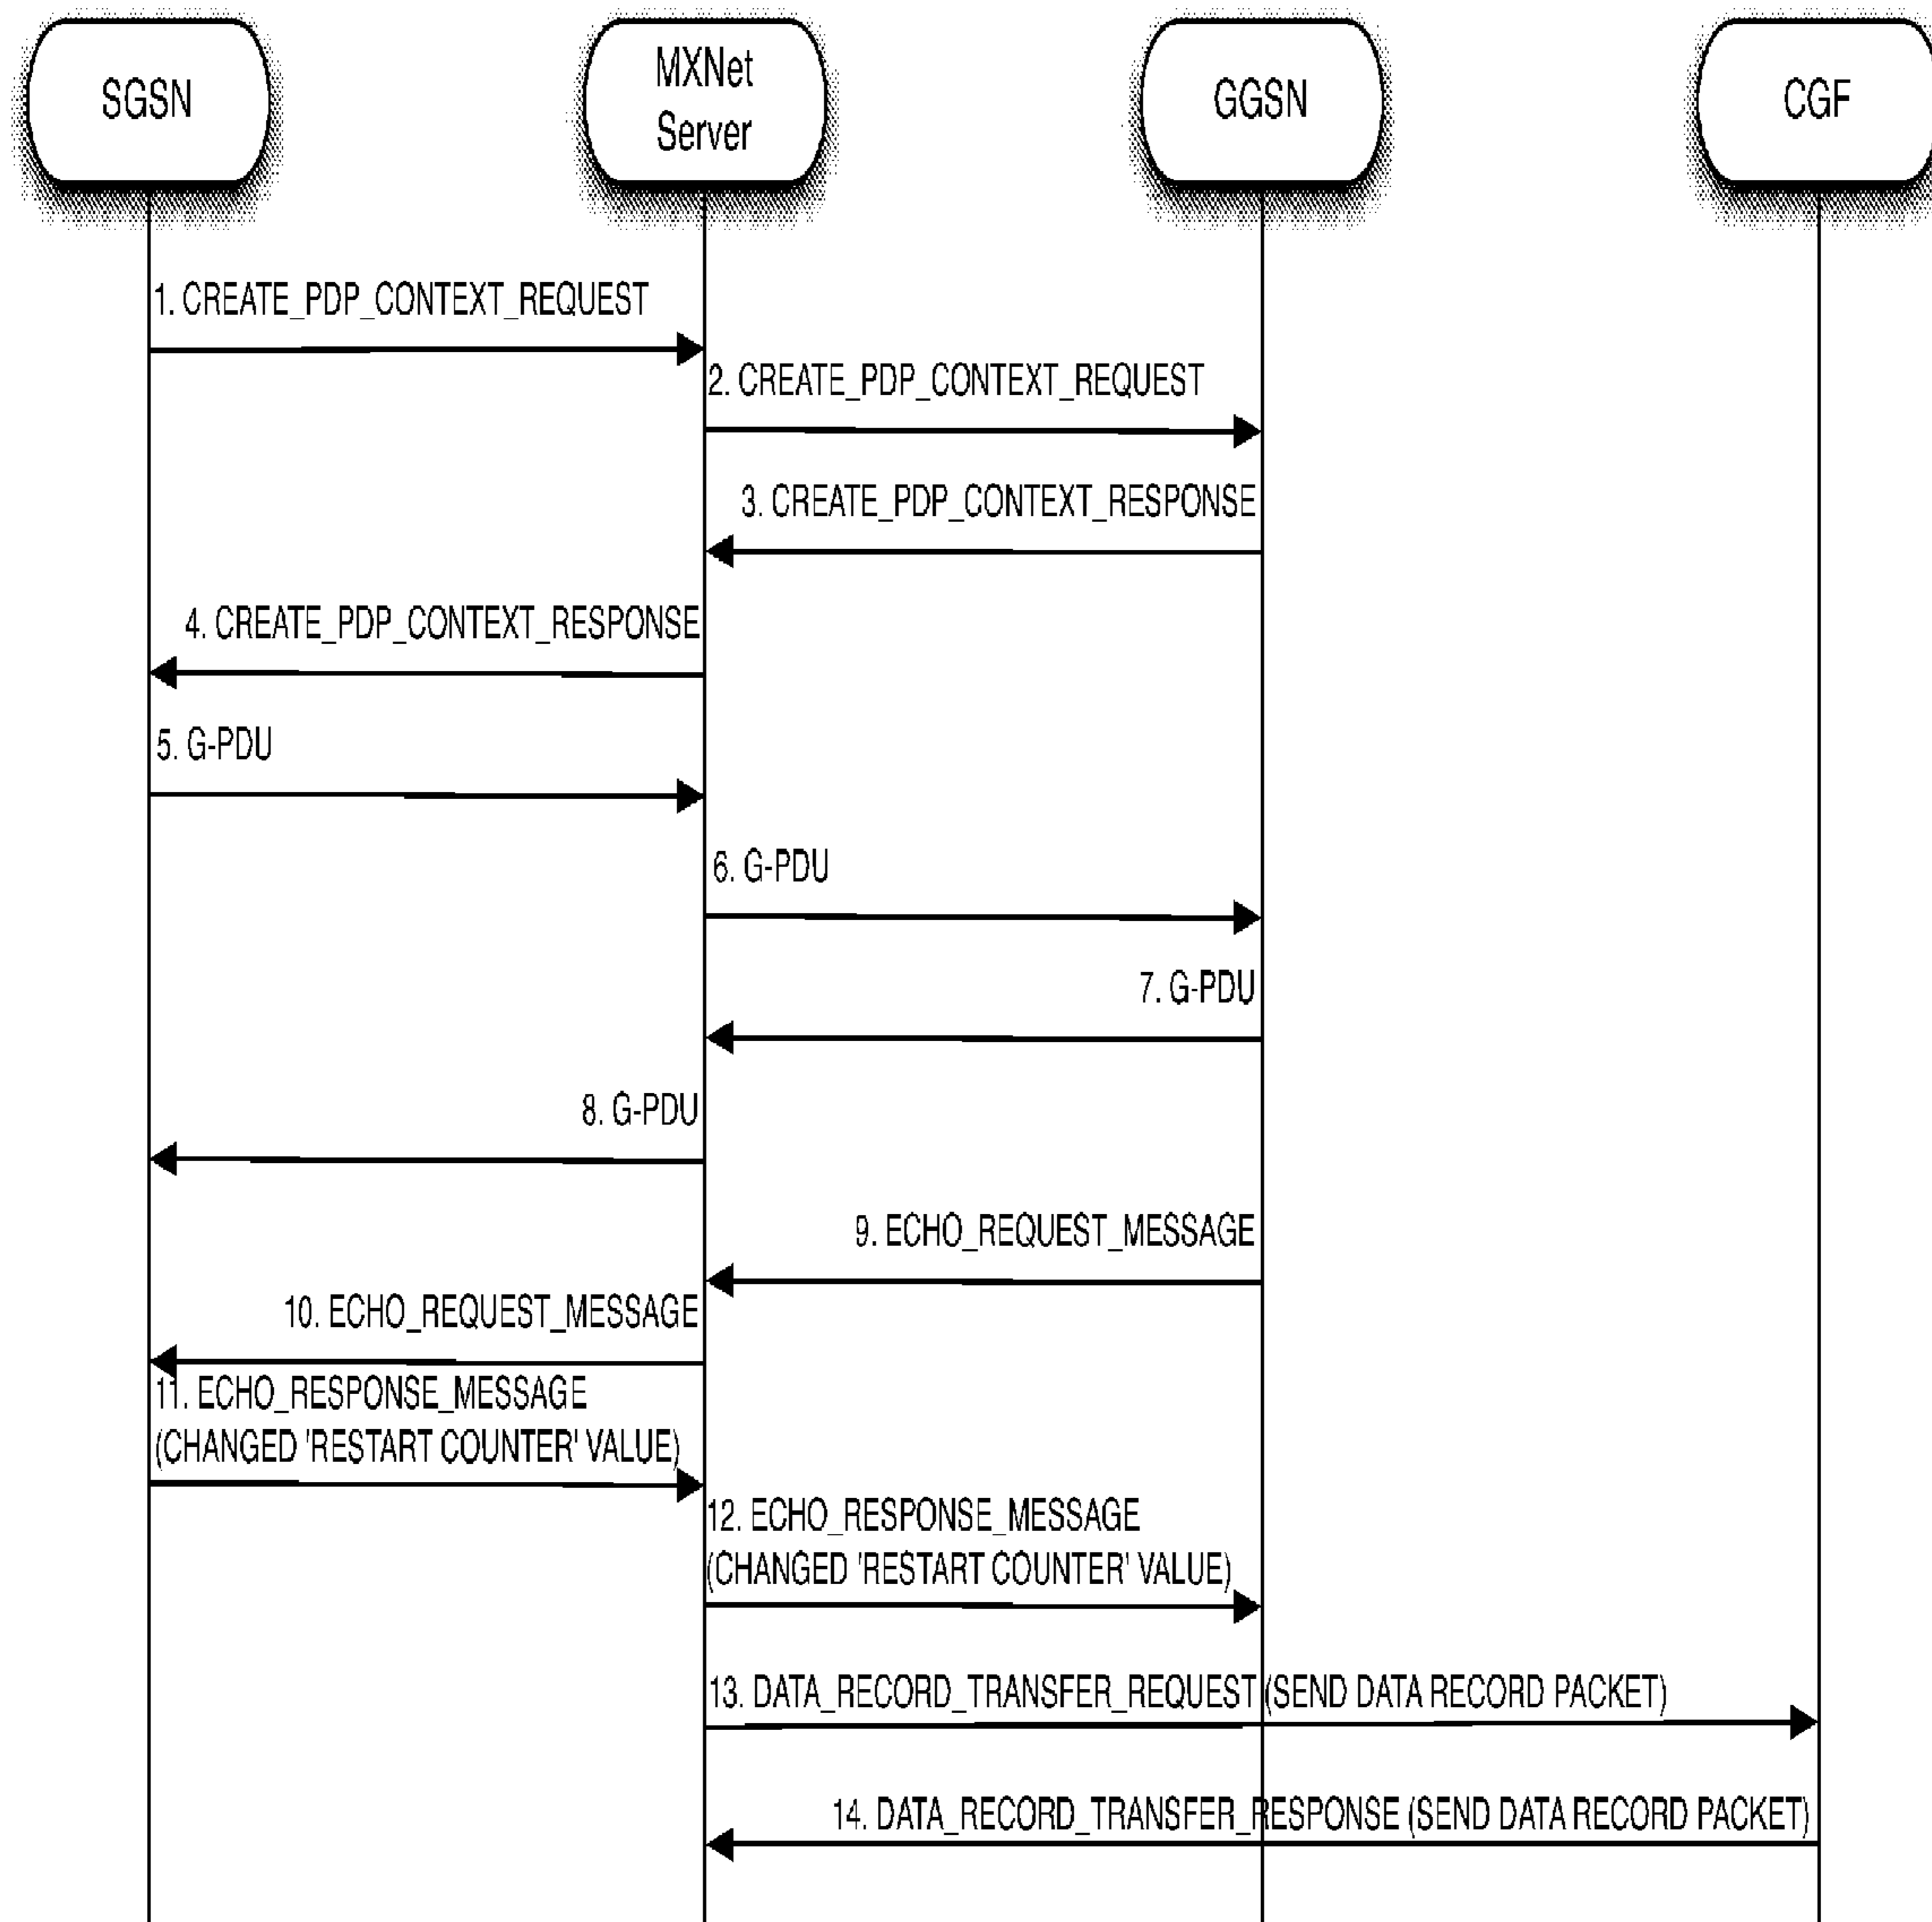 SGSN
MXNet
Server
GGSN
CGF
1. CREATE_PDP_CONTEXT_REQUEST
2. CREATE_PDP_CONTEXT_REQUEST
3. CREATE_PDP_CONTEXT_RESPONSE
4. CREATE_PDP_CONTEXT_RESPONSE
5. G-PDU
6. G-PDU
7. G-PDU
8. G-PDU
9. ECHO_REQUEST_MESSAGE
10. ECHO_REQUEST_MESSAGE
11. ECHO_RESPONSE_MESSAGE
(CHANGED 'RESTART COUNTER' VALUE)
12. ECHO_RESPONSE_MESSAGE
(CHANGED 'RESTART COUNTER' VALUE)
13. DATA_RECORD_TRANSFER_REQUEST (SEND DATA RECORD PACKET)
14. DATA_RECORD_TRANSFER_RESPONSE (SEND DATA RECORD PACKET)